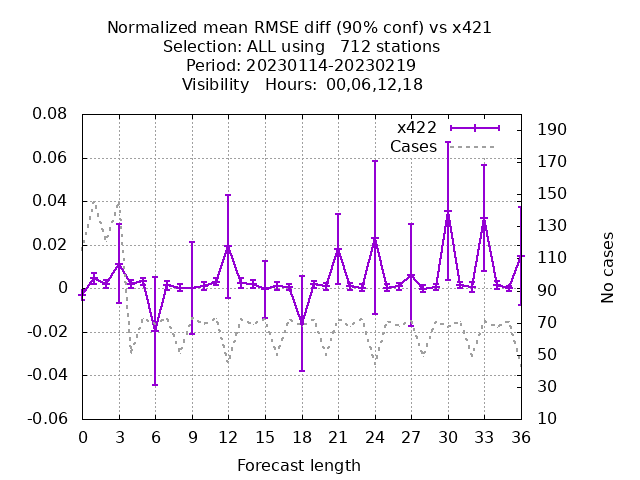 Normalized mean RMSE diff (90% conf) vs x421
Selection: ALL using   712 stations
Period: 20230114-20230219
Visibility   Hours: 00,06,12,18
x422
Cases
0.08
0.06
0.04
0.02
0
-0.02
-0.04
-0.06
190
170
150
130
110
90
70
50
30
10
No cases
0 3 6 9 12 15 18 21 24 27 30 33 36
Forecast length